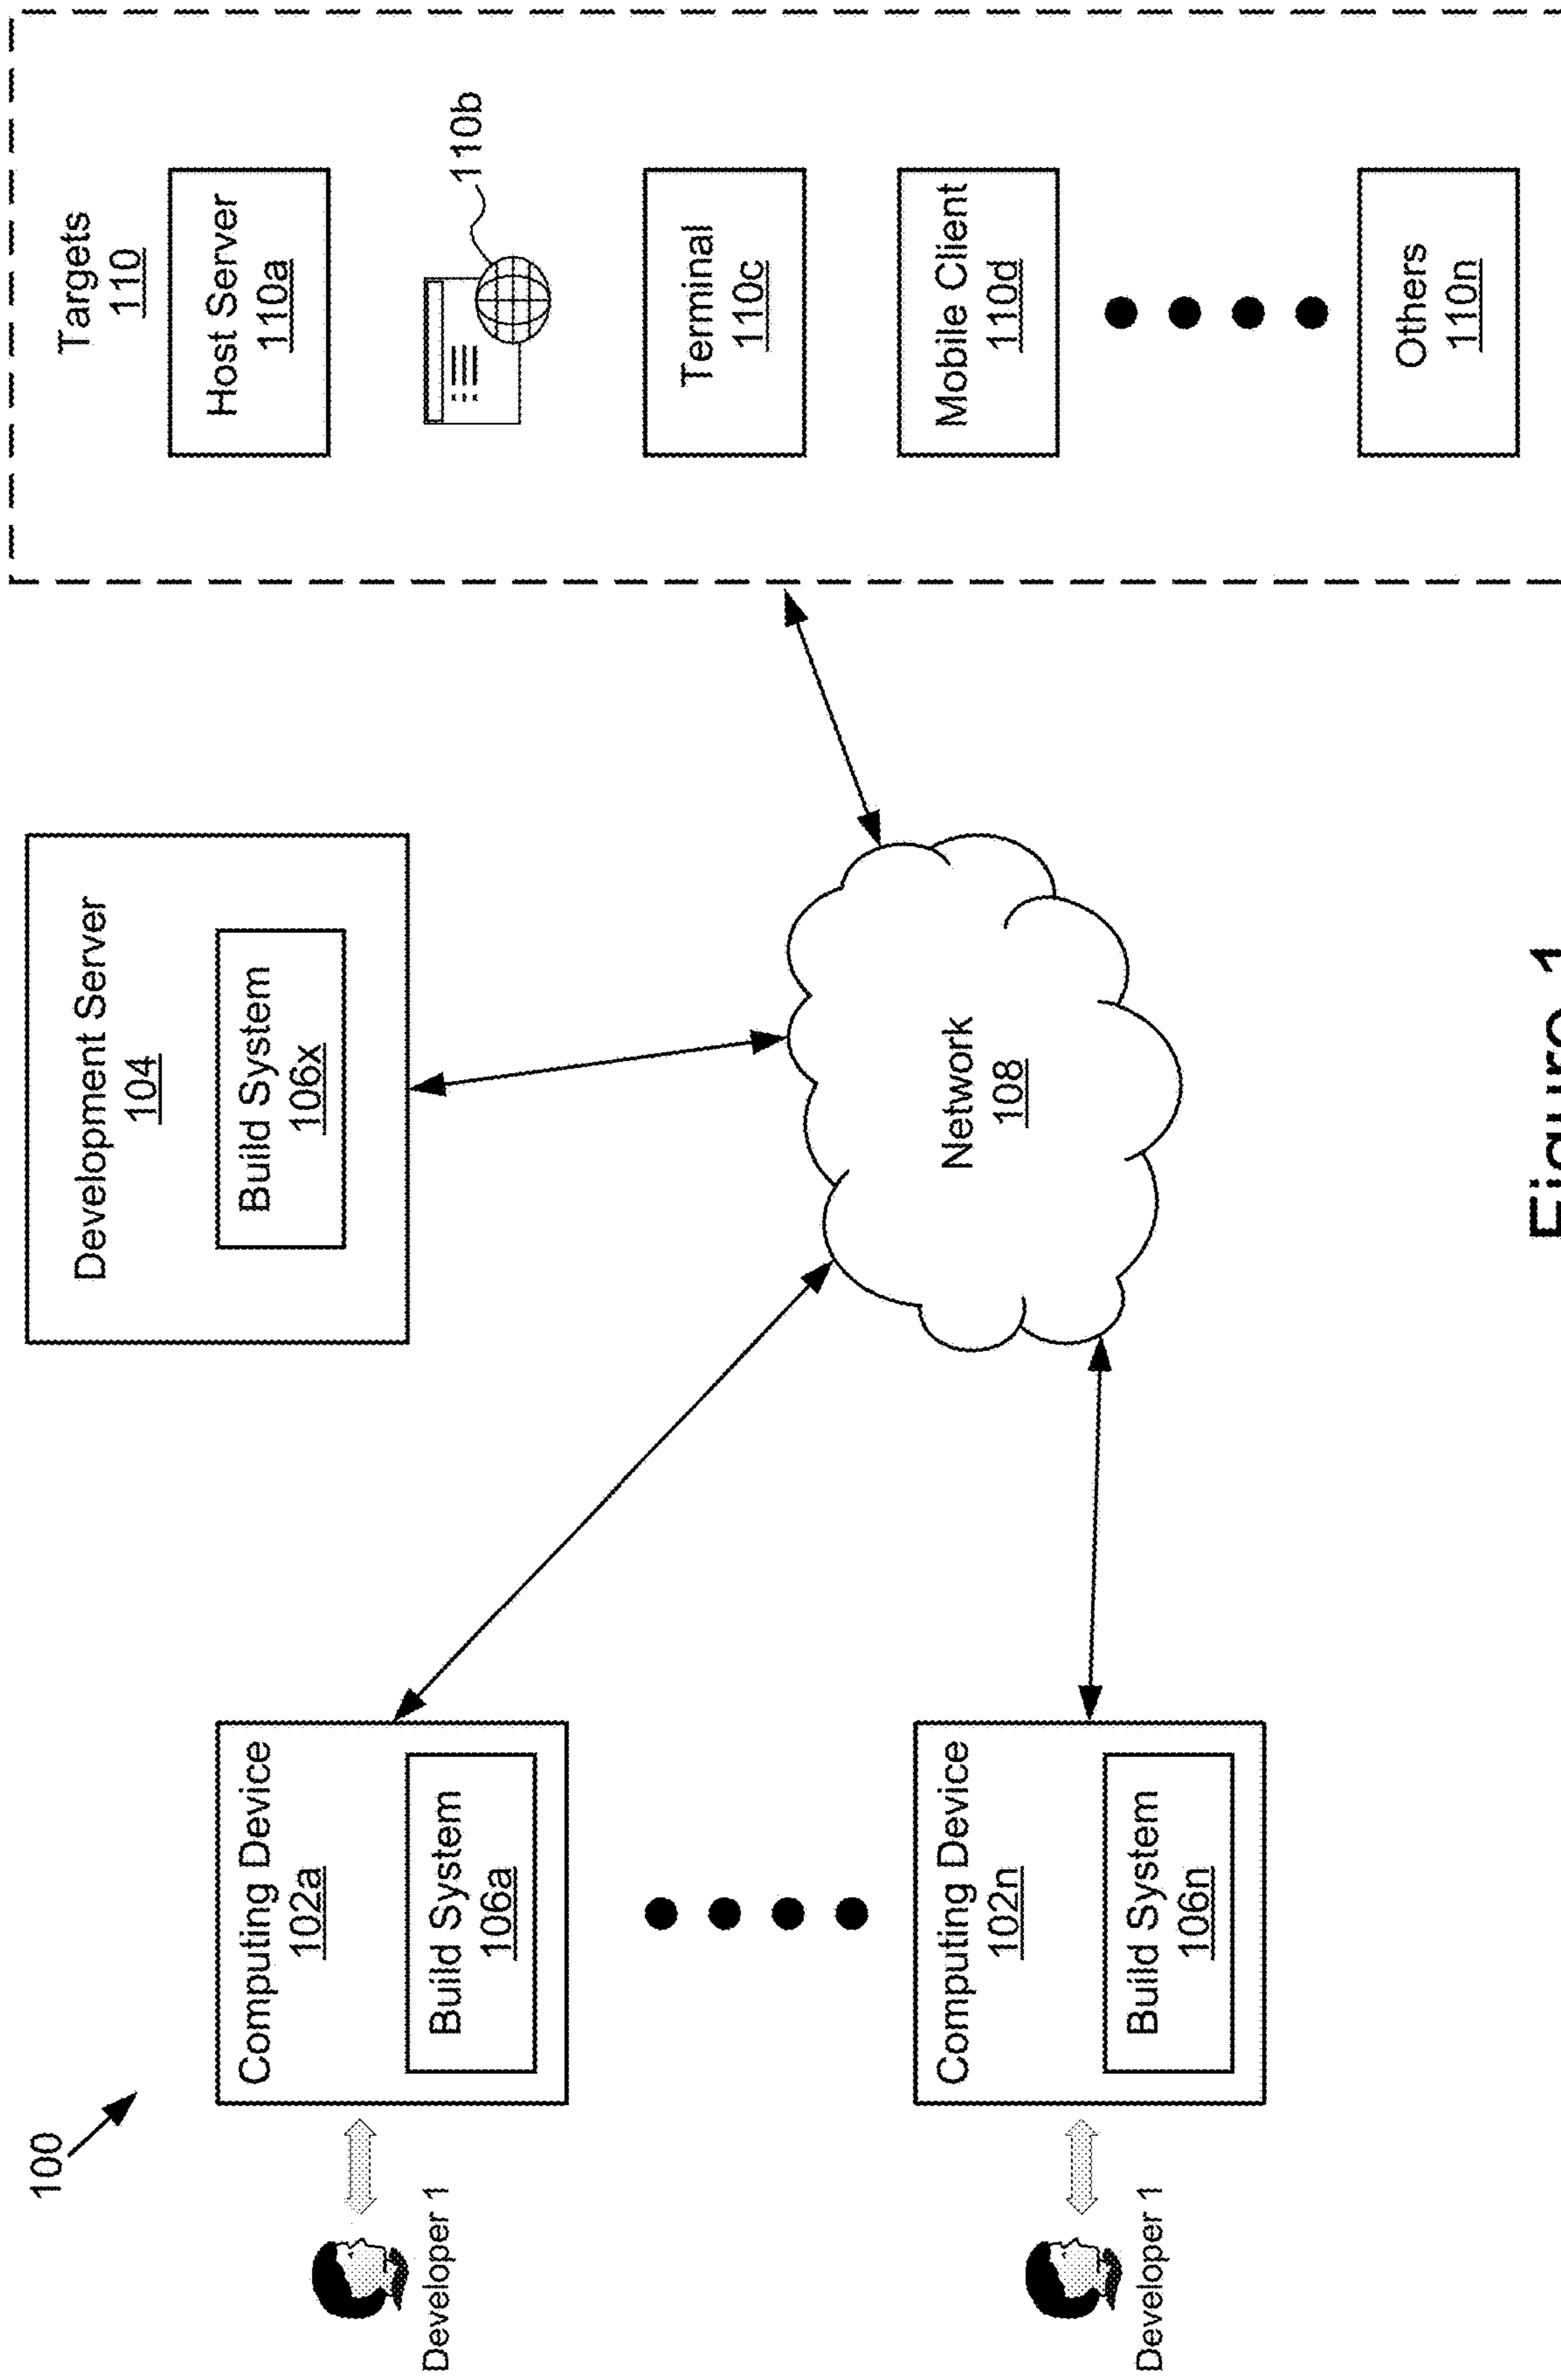 100
Developer 1
Computing Device
102a
Build System
106a
Developer 1
Computing Device
102n
Build System
106n
Development Server
104
Build System
106x
Network
108
Targets
110
Host Server
110a
110b
Terminal
110c
Mobile Client
110d
Others
110n
Figure 1